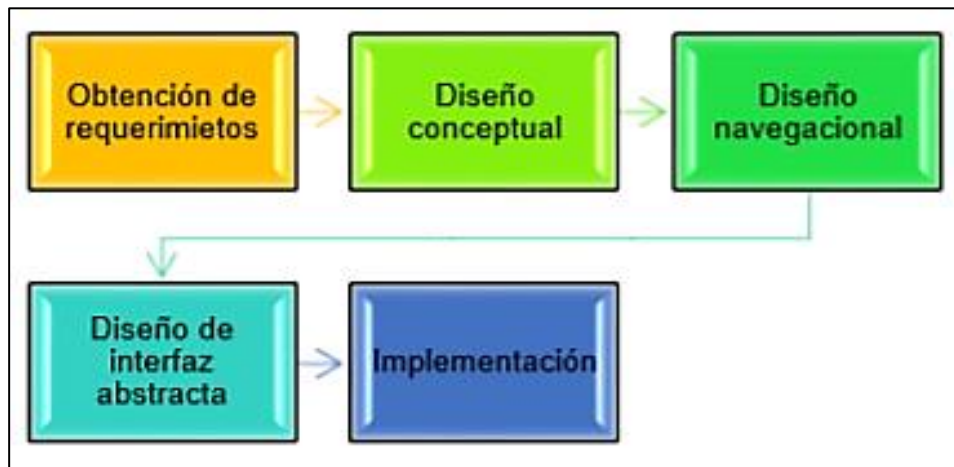 Obtención de
requerimietos
Diseño
conceptual
Diseño
navegacional
Diseño de
interfaz
abstracta
Implementación